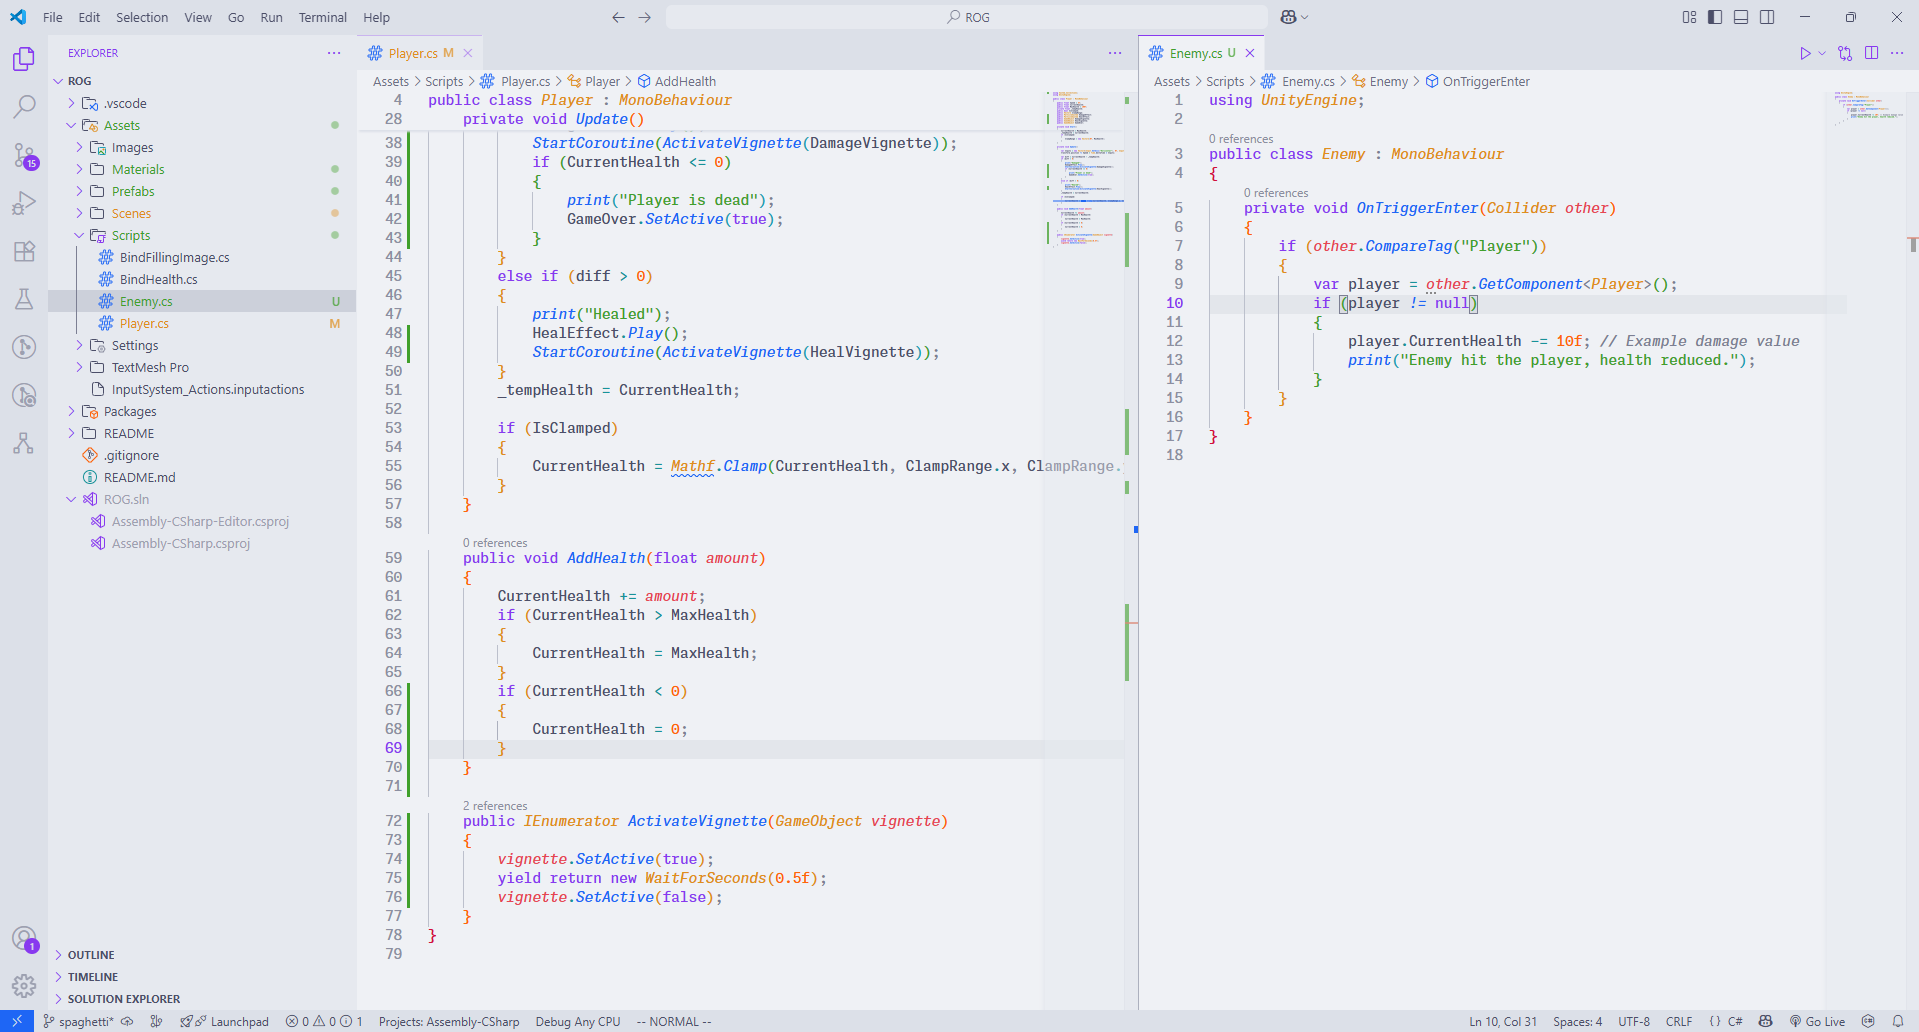 File Edit Selection View Go Run Terminal Help
ROG
EXPLORER
ROG
.vscode
Assets
Images
Materials
Prefabs
Scenes
Scripts
BindFillingImage.cs
BindHealth.cs
Enemy.cs U
Player.cs M
Settings
TextMesh Pro
InputSystem_Actions.inputactions
Packages
README
.gitignore
README.md
ROG.sln
Assembly-CSharp-Editor.csproj
Assembly-CSharp.csproj
OUTLINE
TIMELINE
SOLUTION EXPLORER
15
1
Player.cs M
Assets > Scripts > Player.cs > Player > AddHealth
4 public class Player : MonoBehaviour
28 private void Update()
38 StartCoroutine(ActivateVignette(DamageVignette));
39 if (CurrentHealth <= 0)
40 {
41 print("Player is dead");
42 GameOver.SetActive(true);
43 }
44 }
45 else if (diff > 0)
46 {
47 print("Healed");
48 HealEffect.Play();
49 StartCoroutine(ActivateVignette(HealVignette));
50 }
51 _tempHealth = CurrentHealth;
52
53 if (IsClamped)
54 {
55 CurrentHealth = Mathf.Clamp(CurrentHealth, ClampRange.x, ClampRange.
56 }
57 }
58
0 references
59 public void AddHealth(float amount)
60 {
61 CurrentHealth += amount;
62 if (CurrentHealth > MaxHealth)
63 {
64 CurrentHealth = MaxHealth;
65 }
66 if (CurrentHealth < 0)
67 {
68 CurrentHealth = 0;
69 }
70 }
71
2 references
72 public IEnumerator ActivateVignette(GameObject vignette)
73 {
74 vignette.SetActive(true);
75 yield return new WaitForSeconds(0.5f);
76 vignette.SetActive(false);
77 }
78 }
79
Enemy.cs U
Assets > Scripts > Enemy.cs > Enemy > OnTriggerEnter
1 using UnityEngine;
2
0 references
3 public class Enemy : MonoBehaviour
4 {
0 references
5 private void OnTriggerEnter(Collider other)
6 {
7 if (other.CompareTag("Player"))
8 {
9 var player = other.GetComponent<Player>();
10 if (player != null)
11 {
12 player.CurrentHealth -= 10f; // Example damage value
13 print("Enemy hit the player, health reduced.");
14 }
15 }
16 }
17 }
18
spaghetti* Launchpad 0 0 1 Projects: Assembly-CSharp Debug Any CPU -- NORMAL --
Ln 10, Col 31 Spaces: 4 UTF-8 CRLF { } C# Go Live